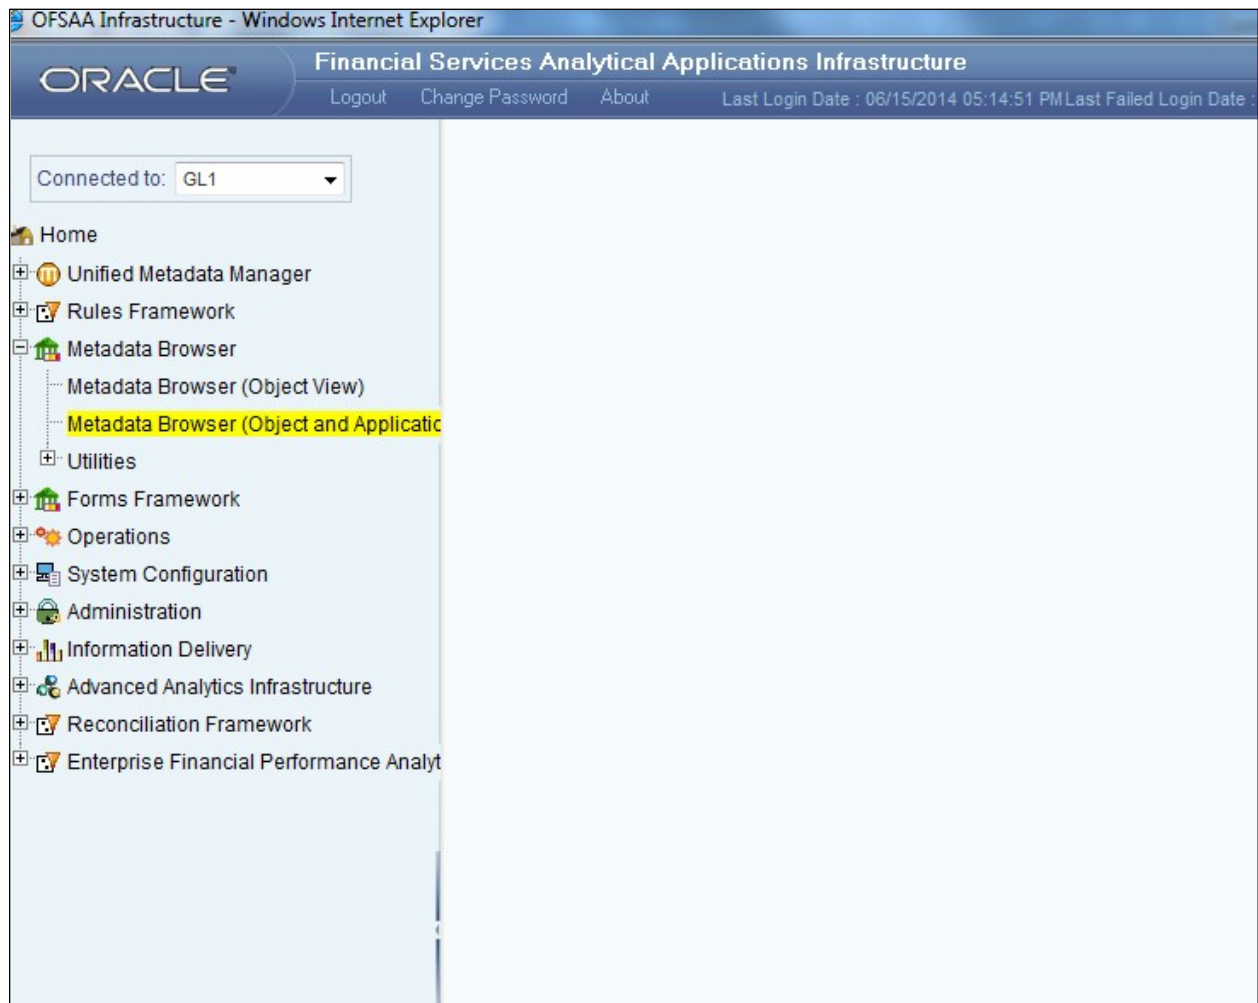 OFSAA Infrastructure - Windows Internet Explorer
ORACLE
Financial Services Analytical Applications Infrastructure
Logout Change Password About Last Login Date : 06/15/2014 05:14:51 PM Last Failed Login Date :
Connected to: GL1
Home
Unified Metadata Manager
Rules Framework
Metadata Browser
Metadata Browser (Object View)
Metadata Browser (Object and Applicatic
Utilities
Forms Framework
Operations
System Configuration
Administration
Information Delivery
Advanced Analytics Infrastructure
Reconciliation Framework
Enterprise Financial Performance Analyt